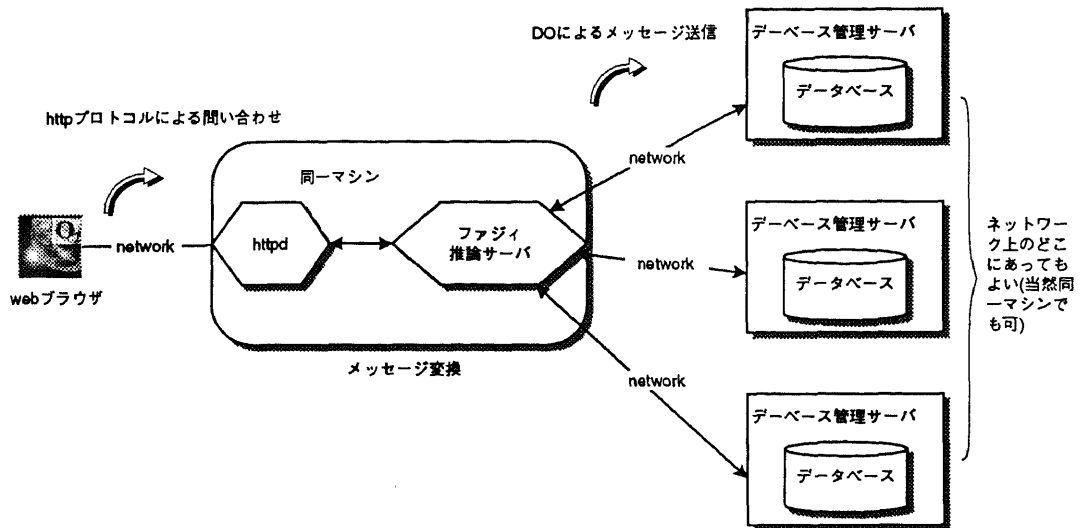 DOによるメッセージ送信
httpプロトコルによる問い合わせ
同一マシン
webブラウザ
network
httpd
ファジィ
推論サーバ
メッセージ変換
network
network
network
データベース管理サーバ
データベース
データベース管理サーバ
データベース
データベース管理サーバ
データベース
ネットワー
ク上のどこ
にあっても
よい(当然同
一マシンで
も可)